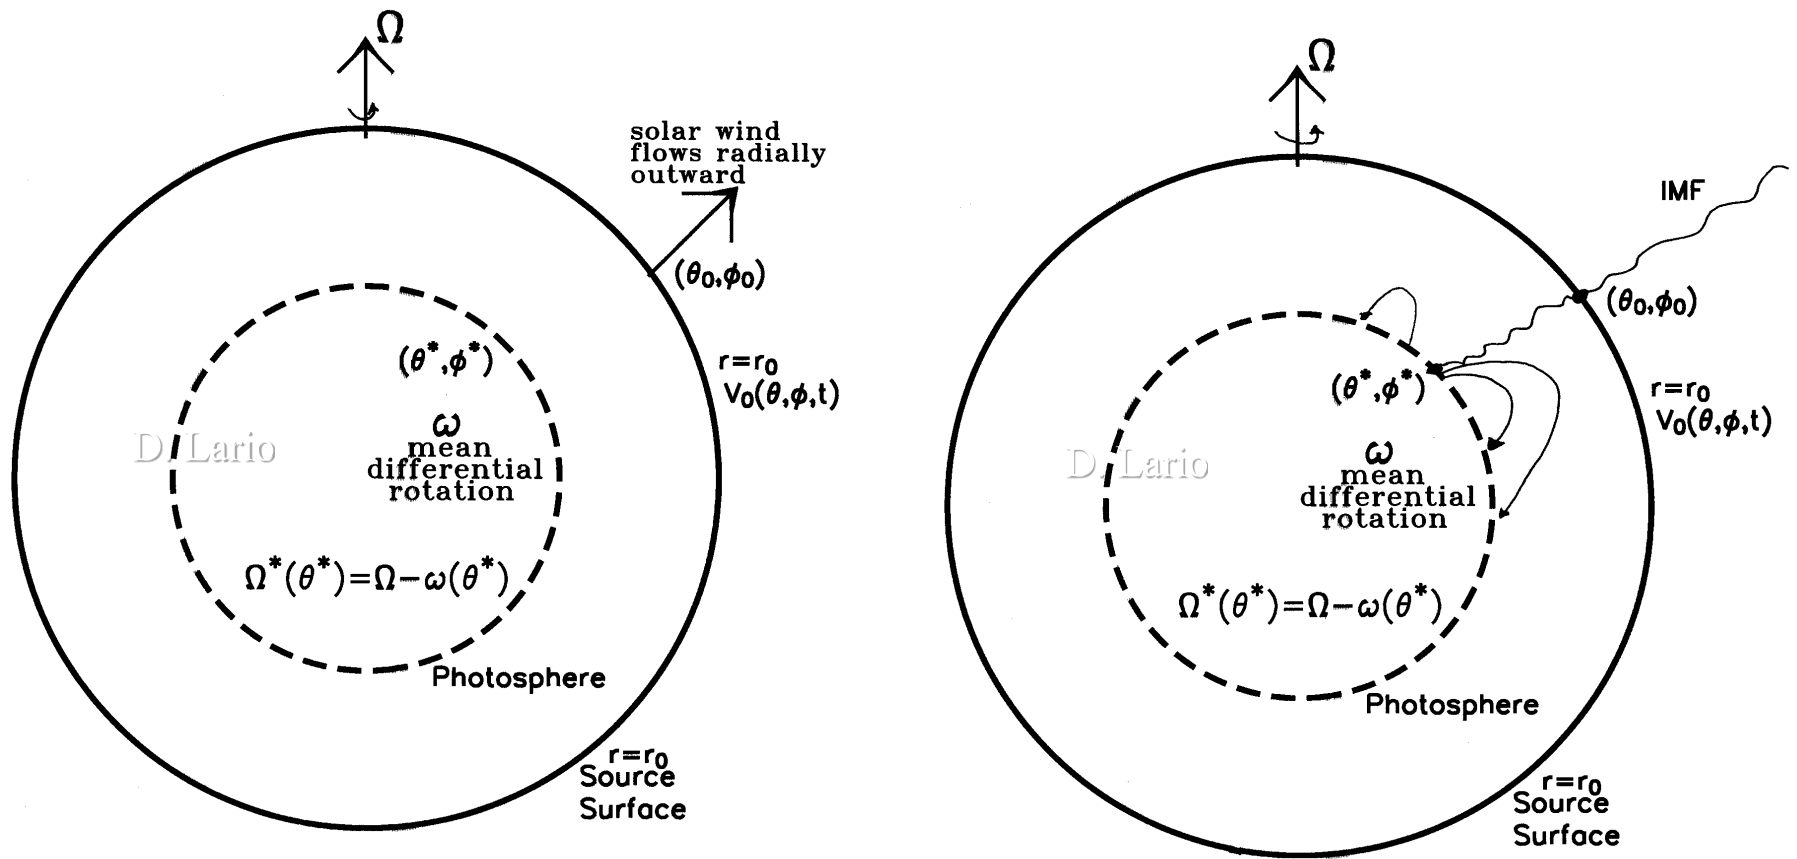 Ω
solar wind
flows radially
outward
(θ₀,ϕ₀)
(θ*,ϕ*)
r=r₀
V₀(θ,ϕ,t)
ω
mean
differential
rotation
D. Lario
Ω*(θ*)=Ω−ω(θ*)
Photosphere
r=r₀
Source
Surface
Ω
IMF
(θ₀,ϕ₀)
(θ*,ϕ*)
r=r₀
V₀(θ,ϕ,t)
ω
mean
differential
rotation
D. Lario
Ω*(θ*)=Ω−ω(θ*)
Photosphere
r=r₀
Source
Surface